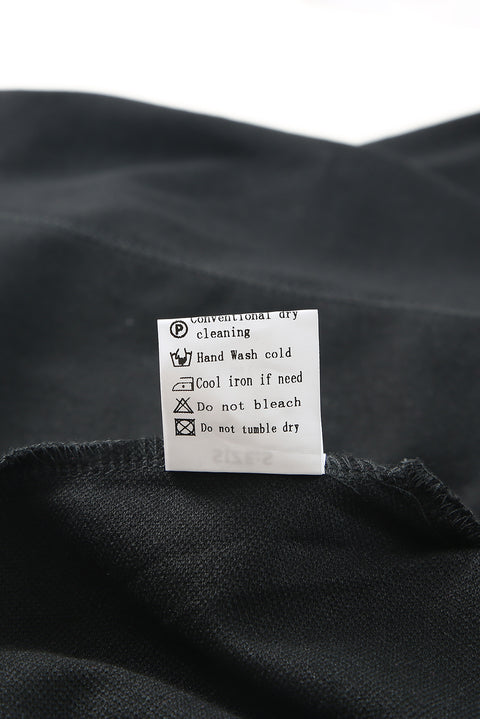 Conventional dry
cleaning
Hand Wash cold
Cool iron if need
Do not bleach
Do not tumble dry